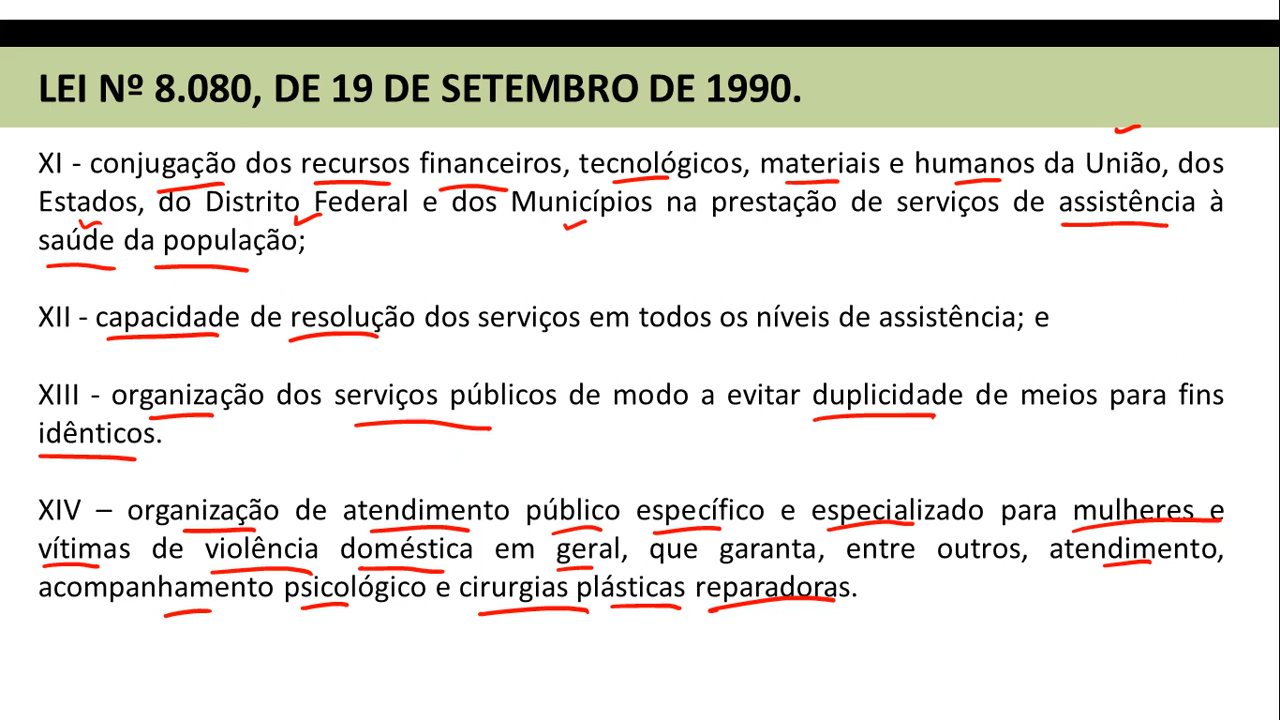 LEI Nº 8.080, DE 19 DE SETEMBRO DE 1990.
XI - conjugação dos recursos financeiros, tecnológicos, materiais e humanos da União, dos
Estados, do Distrito Federal e dos Municípios na prestação de serviços de assistência à
saúde da população;
XII - capacidade de resolução dos serviços em todos os níveis de assistência; e
XIII - organização dos serviços públicos de modo a evitar duplicidade de meios para fins
idênticos.
XIV – organização de atendimento público específico e especializado para mulheres e
vítimas de violência doméstica em geral, que garanta, entre outros, atendimento,
acompanhamento psicológico e cirurgias plásticas reparadoras.